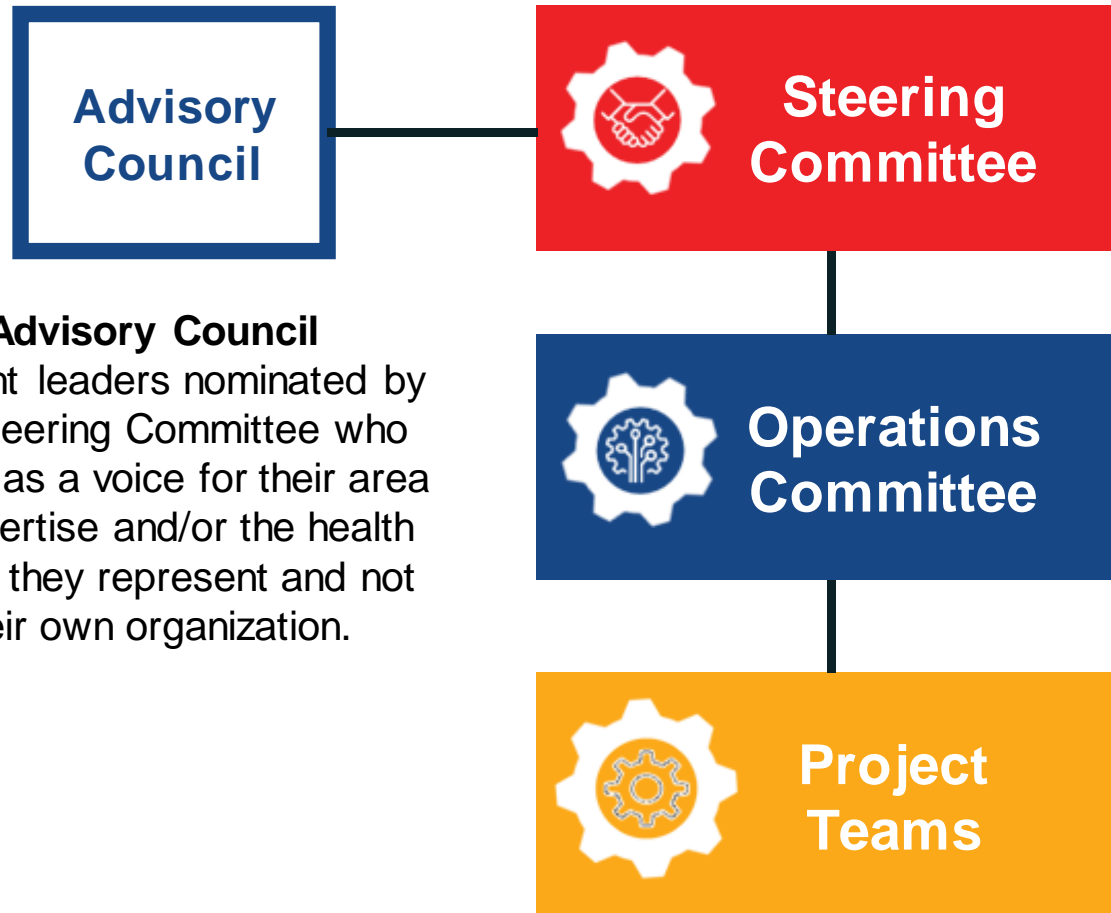 Advisory
Council
Steering
Committee
Advisory Council
leaders nominated by
Committee who
as a voice for their area
and/or the health
they represent and not
own organization.
Operations
Committee
Project
Teams